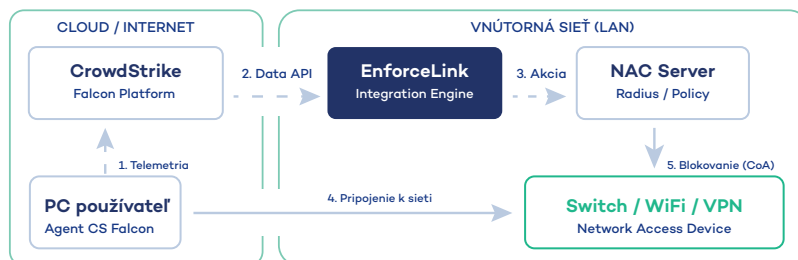 CLOUD / INTERNET
VNÚTORNÁ SIEŤ (LAN)
CrowdStrike
Falcon Platform
2. Data API
EnforceLink
Integration Engine
3. Akcia
NAC Server
Radius / Policy
1. Telemetria
5. Blokovanie (CoA)
PC používateľ
Agent CS Falcon
4. Pripojenie k sieti
Switch / WiFi / VPN
Network Access Device